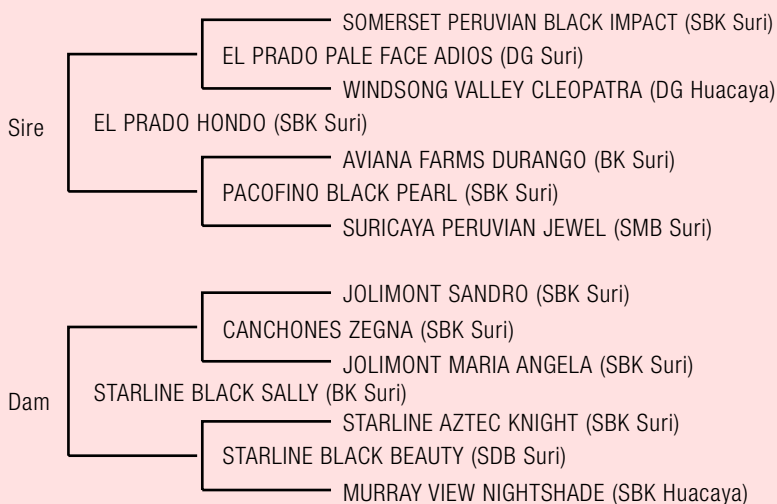 SOMERSET PERUVIAN BLACK IMPACT (SBK Suri)
EL PRADO PALE FACE ADIOS (DG Suri)
WINDSONG VALLEY CLEOPATRA (DG Huacaya)
Sire
EL PRADO HONDO (SBK Suri)
AVIANA FARMS DURANGO (BK Suri)
PACOFINO BLACK PEARL (SBK Suri)
SURICAYA PERUVIAN JEWEL (SMB Suri)
JOLIMONT SANDRO (SBK Suri)
CANCHONES ZEGNA (SBK Suri)
JOLIMONT MARIA ANGELA (SBK Suri)
Dam
STARLINE BLACK SALLY (BK Suri)
STARLINE AZTEC KNIGHT (SBK Suri)
STARLINE BLACK BEAUTY (SDB Suri)
MURRAY VIEW NIGHTSHADE (SBK Huacaya)